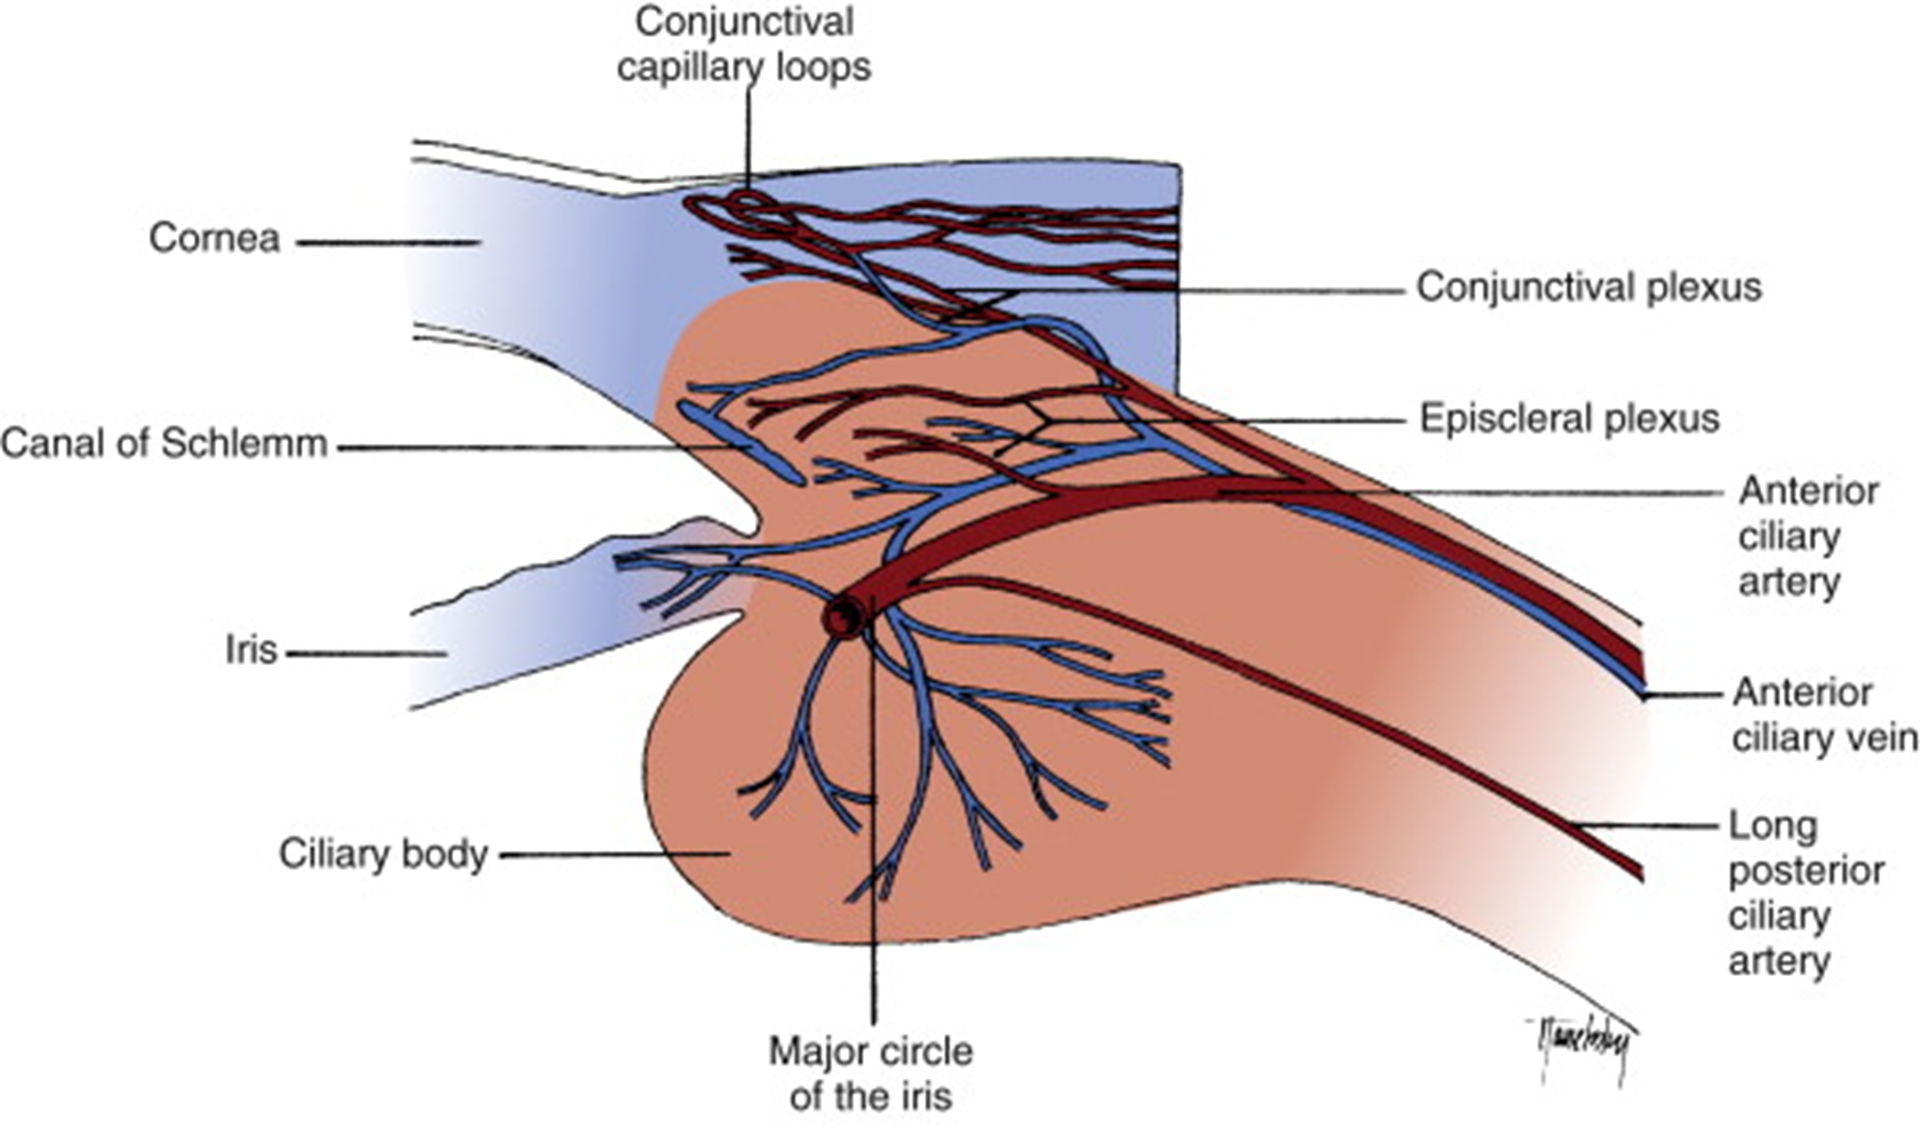 Conjunctival
capillary loops
Cornea
Conjunctival plexus
Episcleral plexus
Canal of Schlemm
Anterior
ciliary
artery
Iris
Anterior
ciliary vein
Long
posterior
ciliary
artery
Ciliary body
Major circle
of the iris